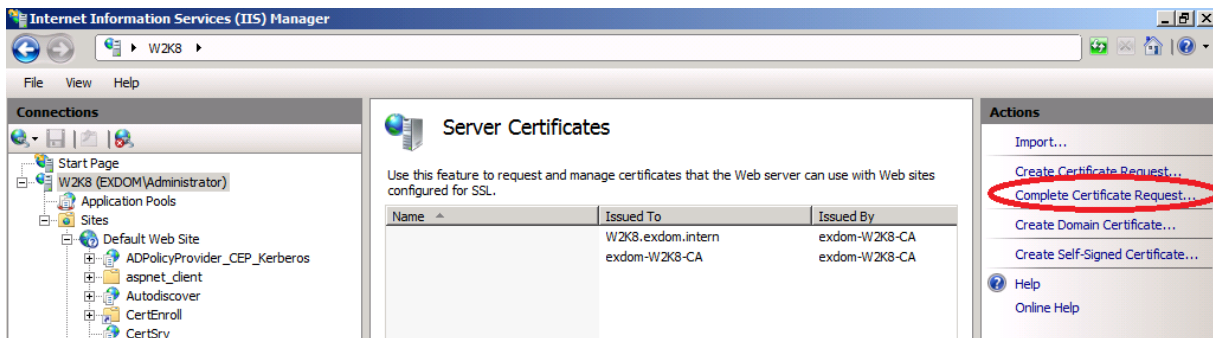 Internet Information Services (IIS) Manager
W2K8
File View Help
Connections
Start Page
W2K8 (EXDOM\Administrator)
Application Pools
Sites
Default Web Site
ADPolicyProvider_CEP_Kerberos
aspnet_client
Autodiscover
CertEnroll
CertSrv
Server Certificates
Use this feature to request and manage certificates that the Web server can use with Web sites
configured for SSL.
Name Issued To Issued By
W2K8.exdom.intern exdom-W2K8-CA
exdom-W2K8-CA exdom-W2K8-CA
Actions
Import...
Create Certificate Request...
Complete Certificate Request...
Create Domain Certificate...
Create Self-Signed Certificate...
Help
Online Help